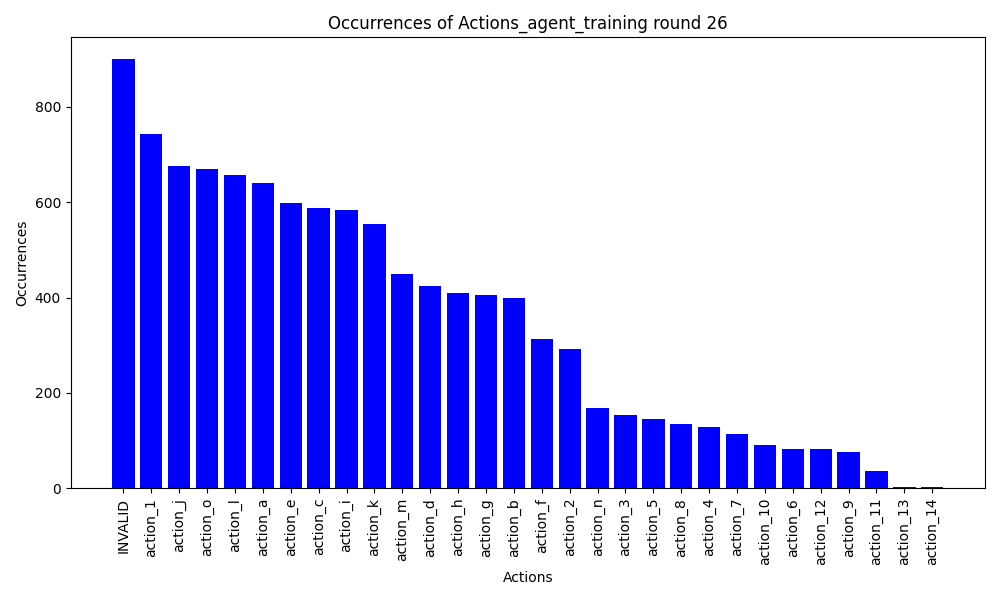 Occurrences of Actions_agent_training round 26
Occurrences
800
600
400
200
0
INVALID
action_1
action_j
action_o
action_l
action_a
action_e
action_c
action_i
action_k
action_m
action_d
action_h
action_g
action_b
action_f
action_2
action_n
action_3
action_5
action_8
action_4
action_7
action_10
action_6
action_12
action_9
action_11
action_13
action_14
Actions